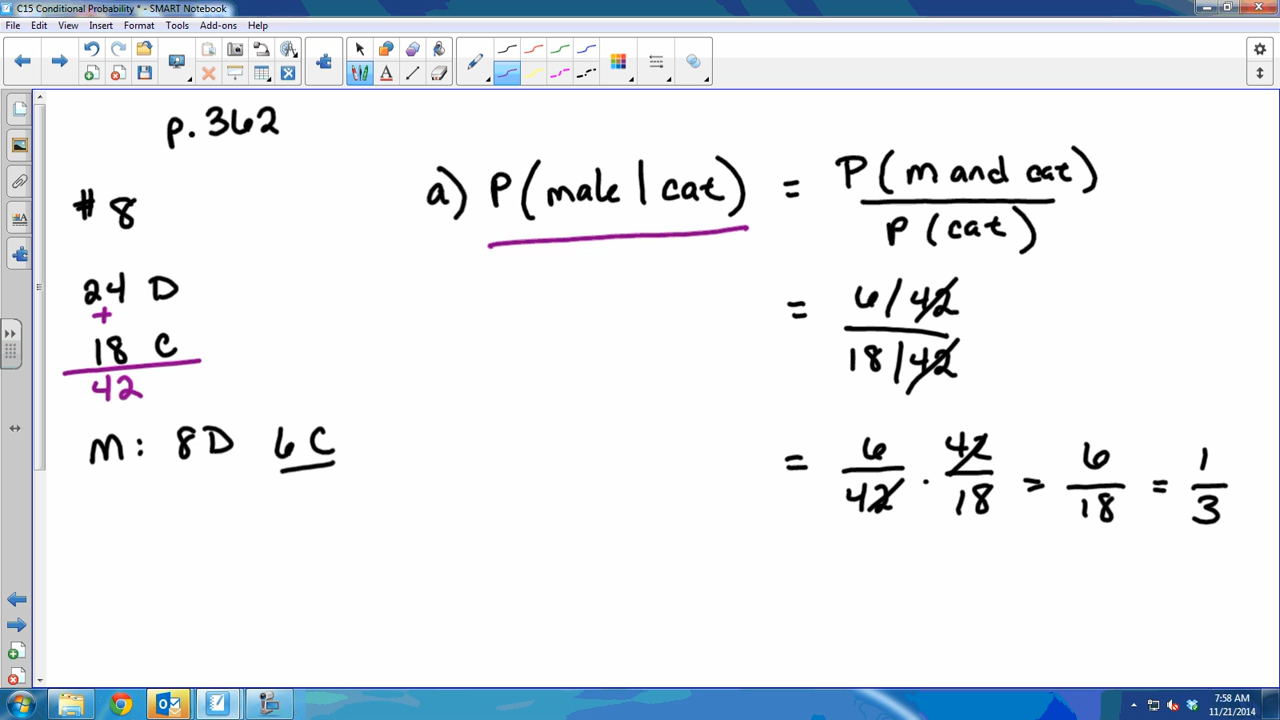 C15 Conditional Probability * - SMART Notebook
File Edit View Insert Format Tools Add-ons Help
p. 362
# 8
24 D
+
18 C
42
m: 8D 6C
a) P(male | cat) = P(m and cat)
P(cat)
= 6/42
18/42
= 6/42 · 42/18 = 6/18 = 1/3
7:58 AM
11/21/2014